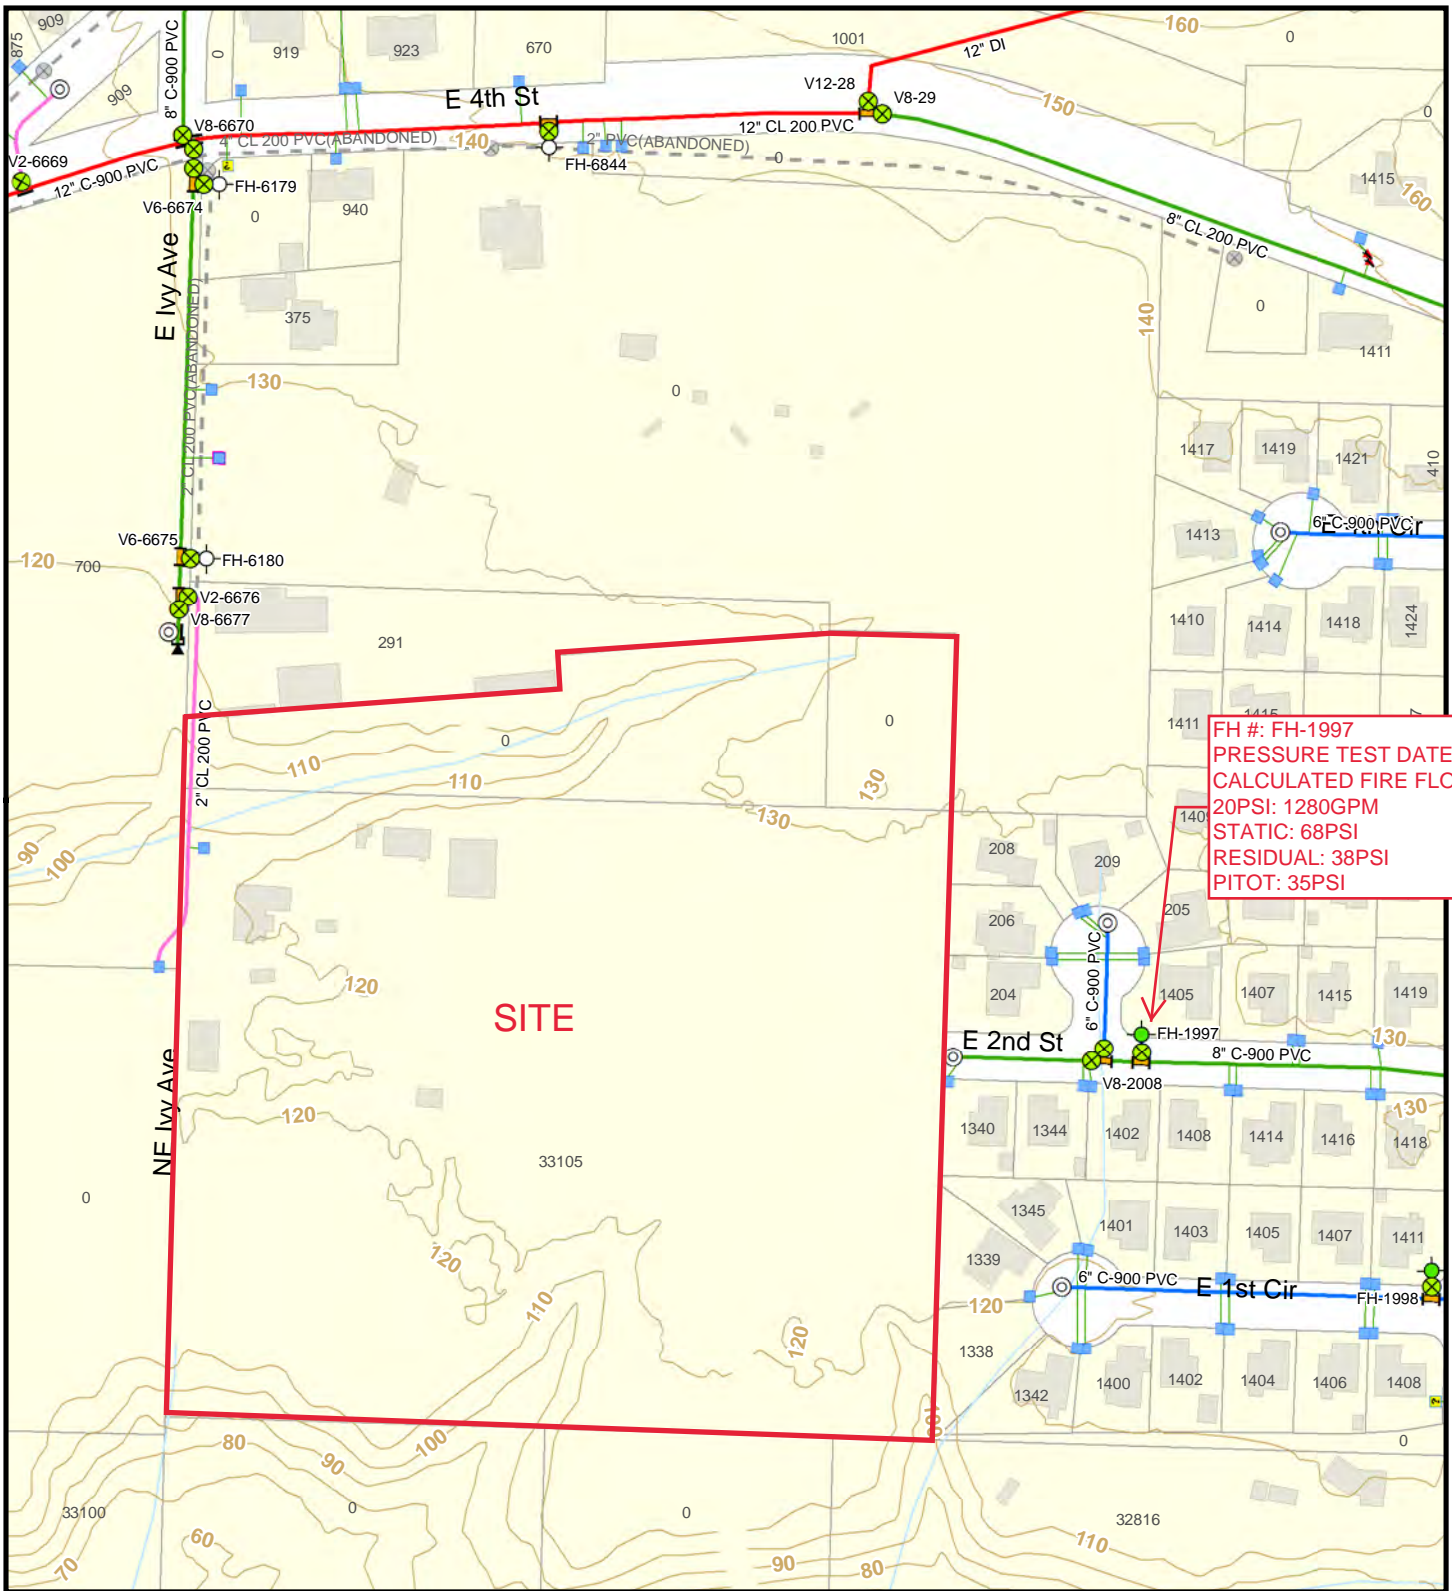 909
875
909
0
8" C-900 PVC
919
923
670
1001
12" DI
160
0
150
0
V12-28
V8-29
E 4th St
V8-6670
4" CL 200 PVC(ABANDONED)
140
2" PVC(ABANDONED)
12" CL 200 PVC
0
V2-6669
12" C-900 PVC
FH-6844
FH-6179
V6-6674
0
940
1415
160
8" CL 200 PVC
E Ivy Ave
375
2" CL 200 PVC(ABANDONED)
130
140
0
1411
0
1417
1419
1421
410
6" C-900 PVC
1413
V6-6675
FH-6180
120
700
V2-6676
V8-6677
291
1410
1414
1418
1424
1411
1415
7
0
0
2" CL 200 PVC
110
110
130
130
90
100
FH #: FH-1997
PRESSURE TEST DATE
CALCULATED FIRE FLO
20PSI: 1280GPM
STATIC: 68PSI
RESIDUAL: 38PSI
PITOT: 35PSI
1409
208
209
206
205
204
6" C-900 PVC
1405
1407
1415
1419
120
SITE
E 2nd St
FH-1997
8" C-900 PVC
130
V8-2008
NE Ivy Ave
120
33105
0
1340
1344
1402
1408
1414
1416
1418
130
1345
1401
1403
1405
1407
1411
1339
120
110
120
120
6" C-900 PVC
E 1st Cir
FH-1998
1338
1342
1400
1402
1404
1406
1408
0
100
80
90
100
33100
0
0
32816
60
70
90
80
110